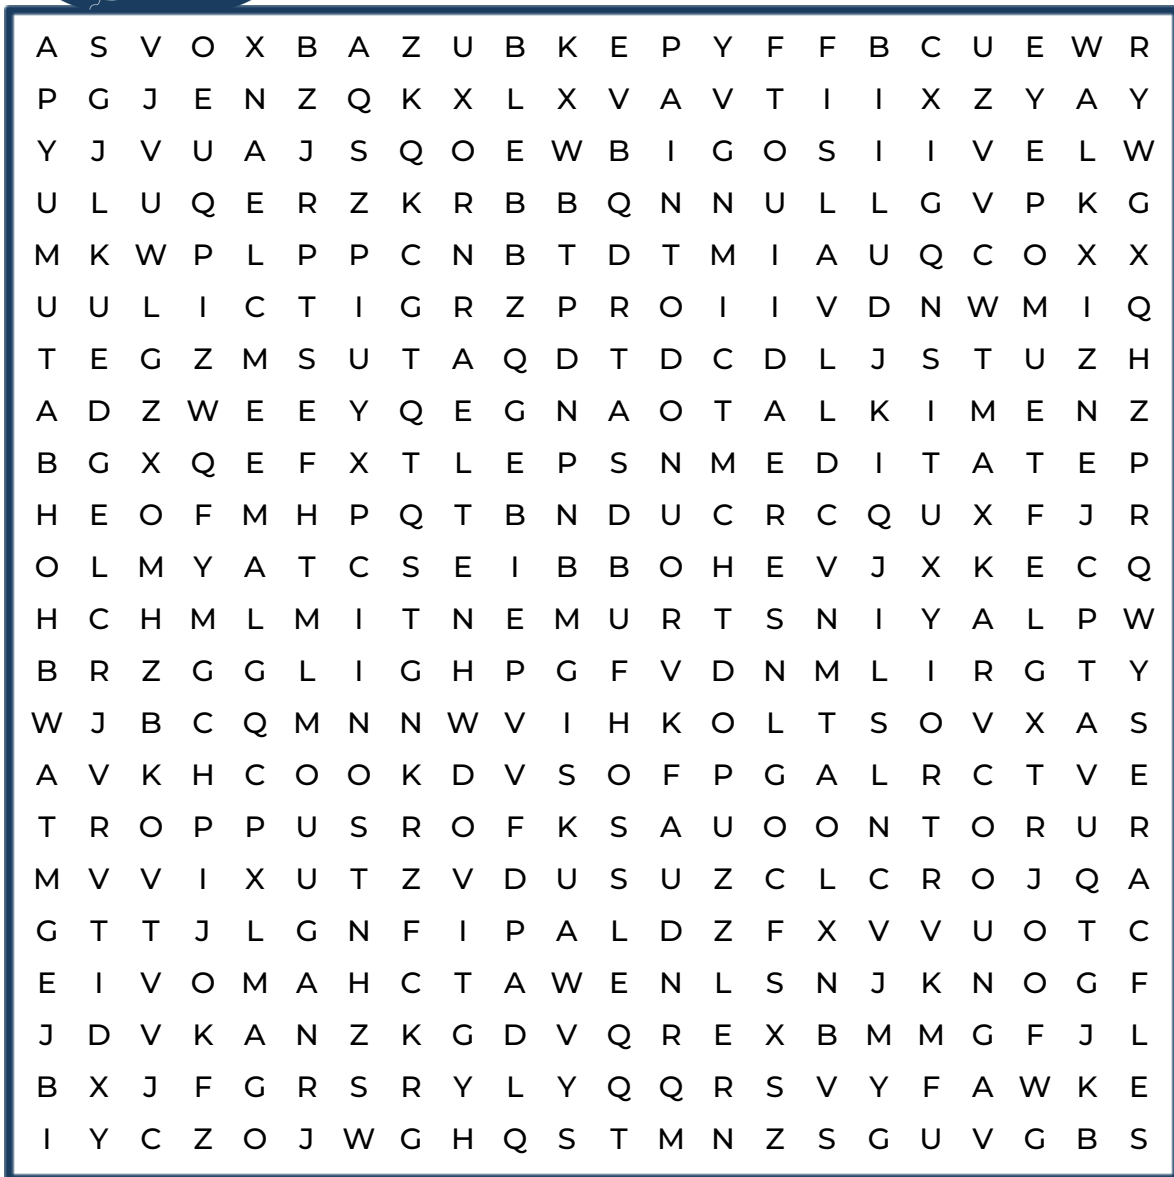 A S V O X B A Z U B K E P Y F F B C U E W R
P G J E N Z Q K X L X V A V T I I X Z Y A Y
Y J V U A J S Q O E W B I G O S I I V E L W
U L U Q E R Z K R B B Q N N U L L G V P K G
M K W P L P P C N B T D T M I A U Q C O X X
U U L I C T I G R Z P R O I I V D N W M I Q
T E G Z M S U T A Q D T D C D L J S T U Z H
A D Z W E E Y Q E G N A O T A L K I M E N Z
B G X Q E F X T L E P S N M E D I T A T E P
H E O F M H P Q T B N D U C R C Q U X F J R
O L M Y A T C S E I B B O H E V J X K E C Q
H C H M L M I T N E M U R T S N I Y A L P W
B R Z G G L I G H P G F V D N M L I R G T Y
W J B C Q M N N W V I H K O L T S O V X A S
A V K H C O O K D V S O F P G A L R C T V E
T R O P P U S R O F K S A U O O N T O R U R
M V V I X U T Z V D U S U Z C L C R O J Q A
G T T J L G N F I P A L D Z F X V V U O T C
E I V O M A H C T A W E N L S N J K N O G F
J D V K A N Z K G D V Q R E X B M M G F J L
B X J F G R S R Y L Y Q Q R S V Y F A W K E
I Y C Z O J W G H Q S T M N Z S G U V G B S